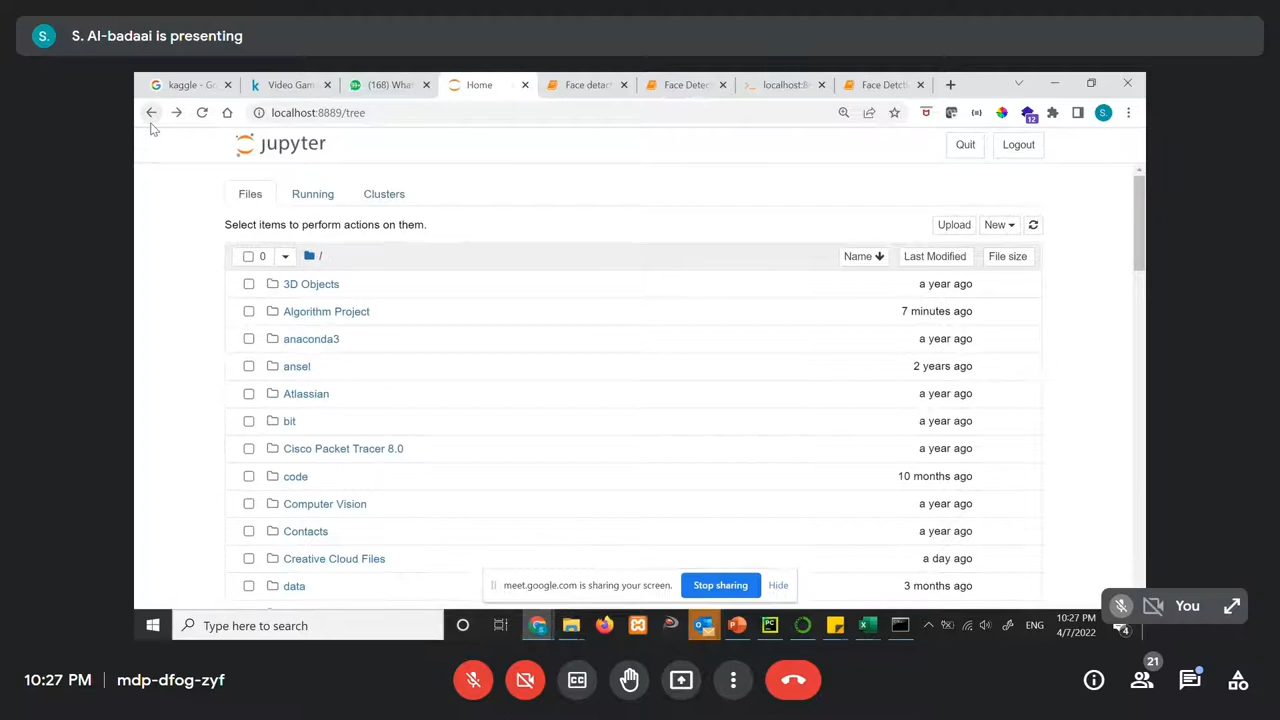 S. S. Al-badaai is presenting
kaggle - Go Video Gam (168) What Home Face detac Face Detec localhost:8 Face Detcti
localhost:8889/tree
12 S.
jupyter Quit Logout
Files Running Clusters
Select items to perform actions on them. Upload New
0 / Name Last Modified File size
3D Objects a year ago
Algorithm Project 7 minutes ago
anaconda3 a year ago
ansel 2 years ago
Atlassian a year ago
bit a year ago
Cisco Packet Tracer 8.0 a year ago
code 10 months ago
Computer Vision a year ago
Contacts a year ago
Creative Cloud Files a day ago
data 3 months ago
meet.google.com is sharing your screen. Stop sharing Hide
You
Type here to search ENG 10:27 PM
4/7/2022 4
10:27 PM mdp-dfog-zyf 21